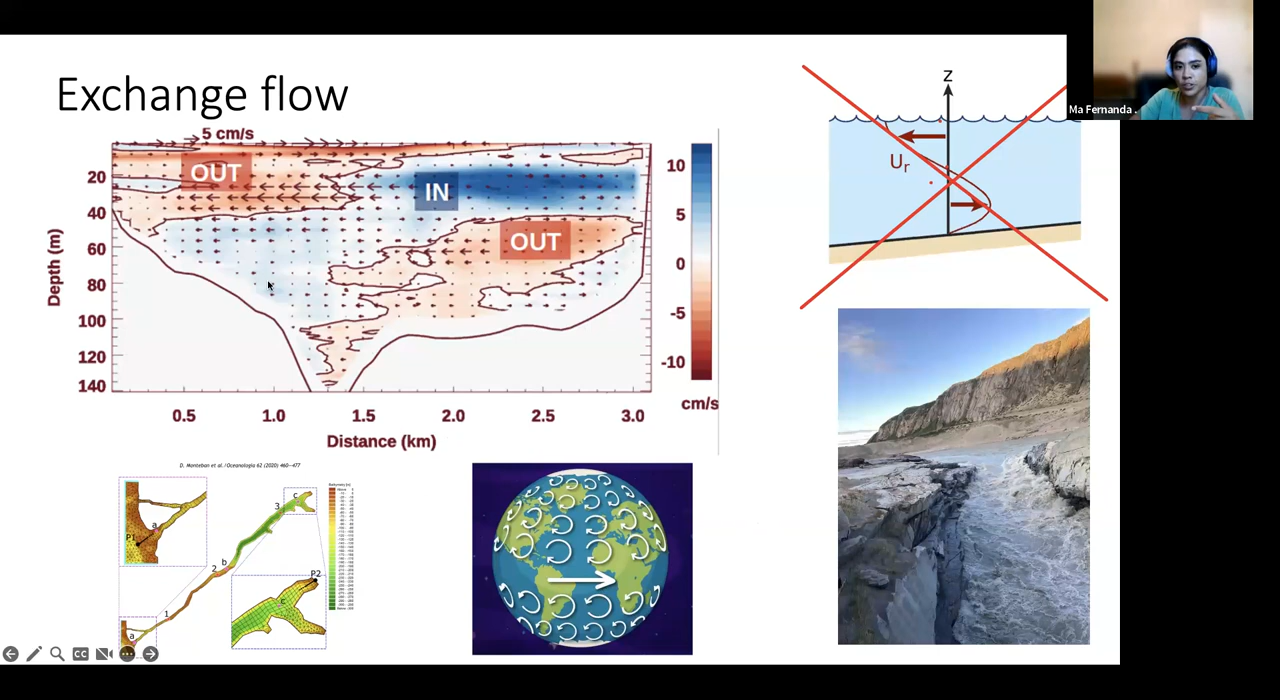 Exchange flow
5 cm/s
OUT
IN
OUT
Depth (m)
20
40
60
80
100
120
140
0.5 1.0 1.5 2.0 2.5 3.0
Distance (km)
10
5
0
-5
-10
cm/s
z
Ur
Ma Fernanda .
D. Monteban et al./Oceanologia 62 (2020) 460—477
a
P1
c
3
b
2
1
a
P2
c
CC